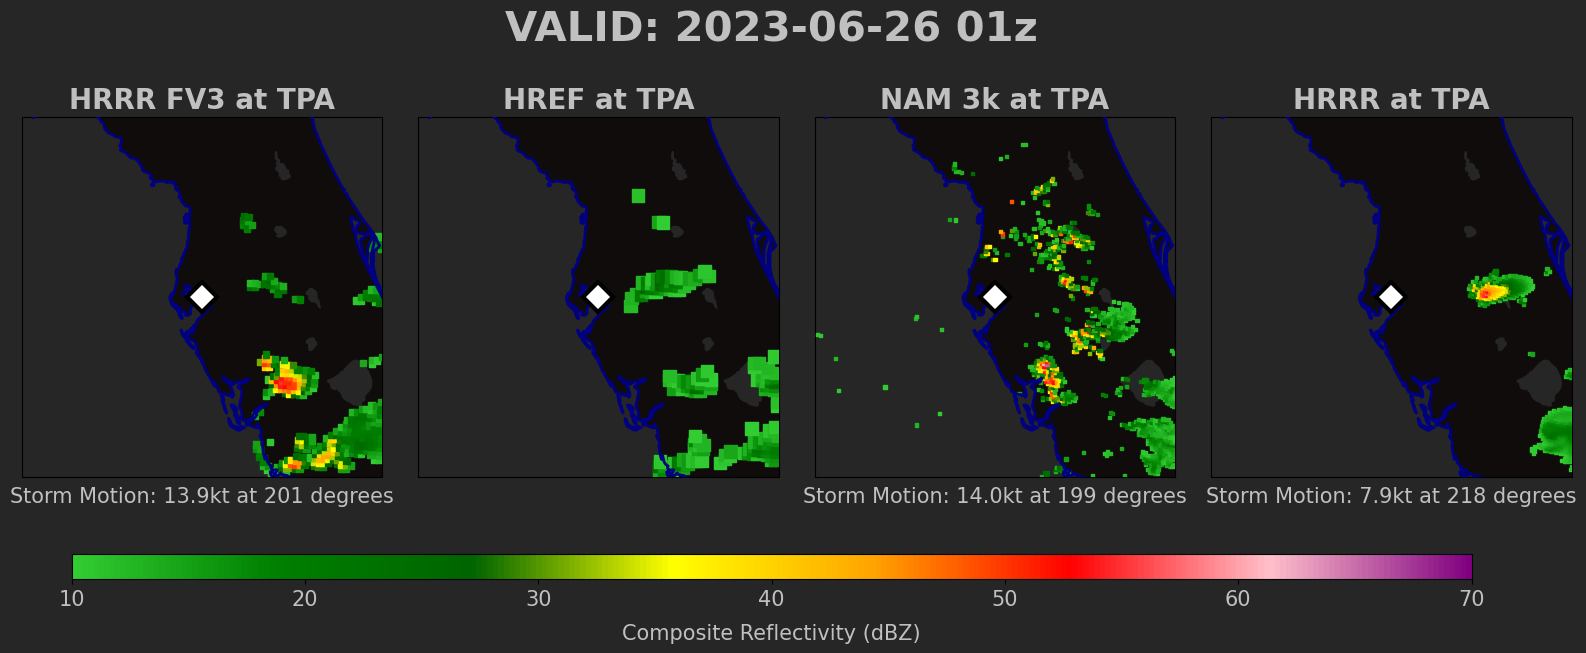 VALID: 2023-06-26 01z
HRRR FV3 at TPA
HREF at TPA
NAM 3k at TPA
HRRR at TPA
Storm Motion: 13.9kt at 201 degrees
Storm Motion: 14.0kt at 199 degrees
Storm Motion: 7.9kt at 218 degrees
10 20 30 40 50 60 70
Composite Reflectivity (dBZ)